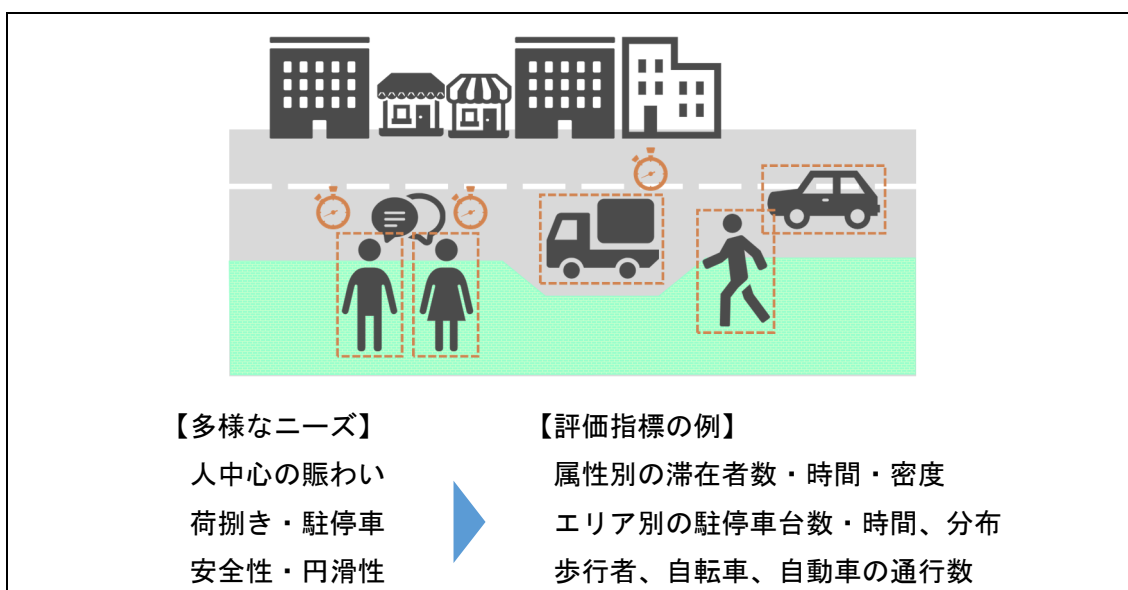 【多様なニーズ】
人中心の賑わい
荷捌き・駐停車
安全性・円滑性
【評価指標の例】
属性別の滞在者数・時間・密度
エリア別の駐停車台数・時間、分布
歩行者、自転車、自動車の通行数